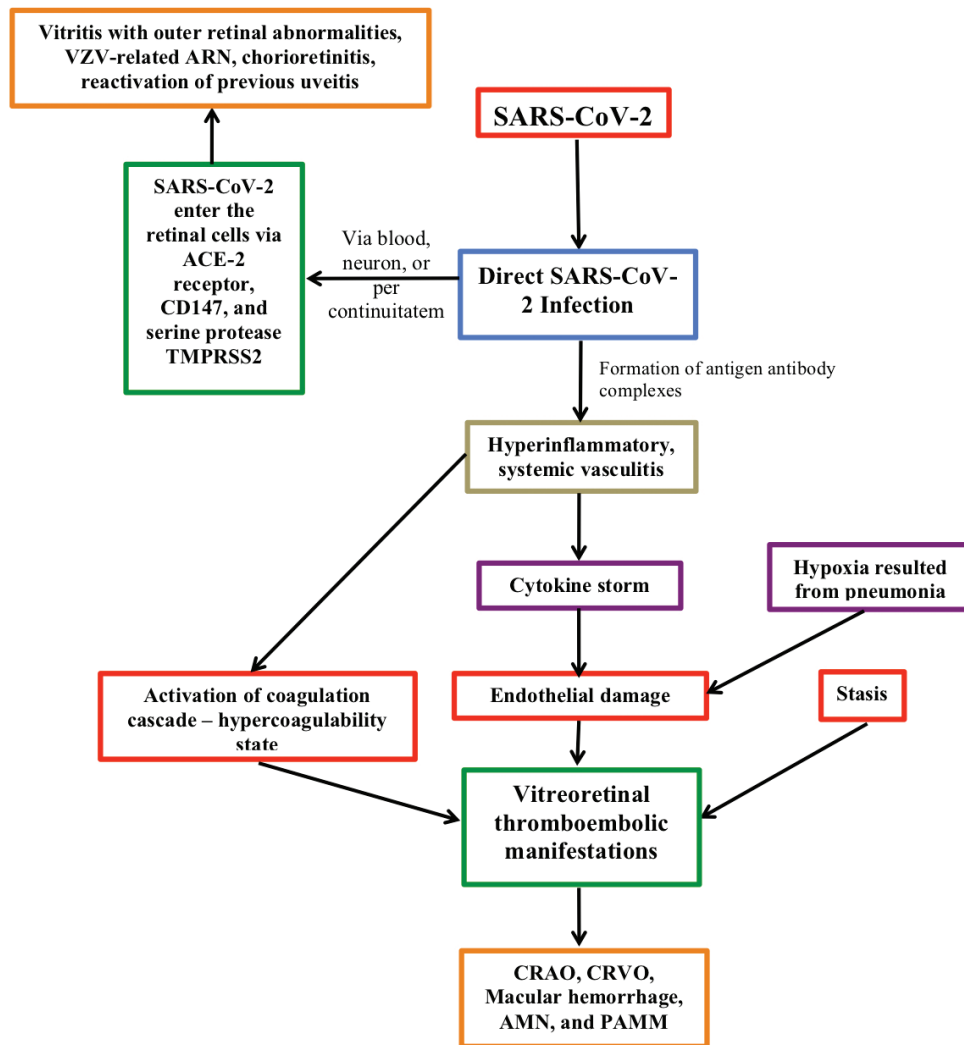 Vitritis with outer retinal abnormalities,
VZV-related ARN, chorioretinitis,
reactivation of previous uveitis
SARS-CoV-2
SARS-CoV-2
enter the
retinal cells via
ACE-2
receptor,
CD147, and
serine protease
TMPRSS2
Via blood,
neuron, or
per
continuitatem
Direct SARS-CoV-
2 Infection
Formation of antigen antibody
complexes
Hyperinflammatory,
systemic vasculitis
Cytokine storm
Hypoxia resulted
from pneumonia
Activation of coagulation
cascade – hypercoagulability
state
Endothelial damage
Stasis
Vitreoretinal
thromboembolic
manifestations
CRAO, CRVO,
Macular hemorrhage,
AMN, and PAMM